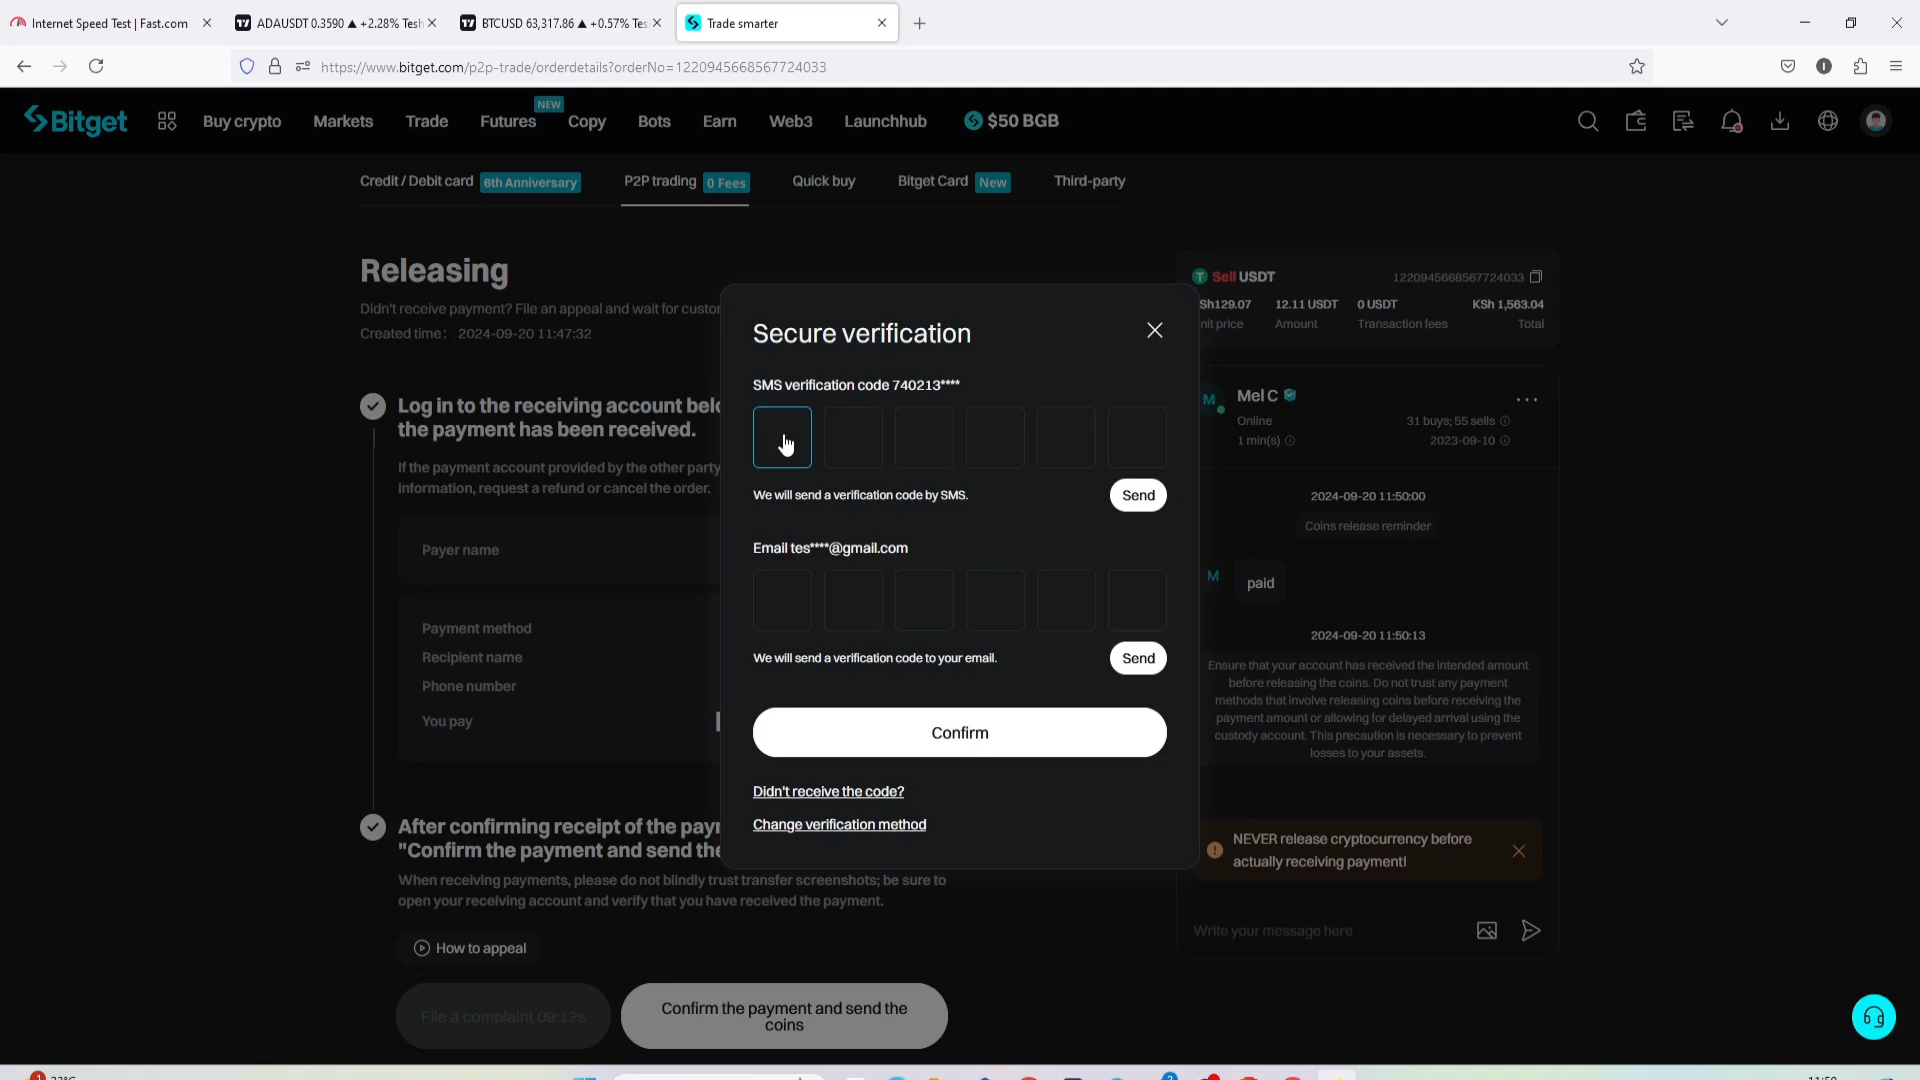 Internet Speed Test | Fast.com
ADAUSDT 0.3590 ▲ +2.28% Tesh
BTCUSD 63,317.86 ▲ +0.57% Tes
Trade smarter
https://www.bitget.com/p2p-trade/orderdetails?orderNo=1220945668567724033
Bitget
Buy crypto
Markets
Trade
Futures
NEW
Copy
Bots
Earn
Web3
Launchhub
$50 BGB
Credit / Debit card 6th Anniversary
P2P trading 0 Fees
Quick buy
Bitget Card New
Third-party
Releasing
Didn't receive payment? File an appeal and wait for custor
Created time: 2024-09-20 11:47:32
Log in to the receiving account belo
the payment has been received.
If the payment account provided by the other party
information, request a refund or cancel the order.
Payer name
Payment method
Recipient name
Phone number
You pay
After confirming receipt of the payn
"Confirm the payment and send the
When receiving payments, please do not blindly trust transfer screenshots; be sure to
open your receiving account and verify that you have received the payment.
How to appeal
File a complaint 09:12s
Confirm the payment and send the
coins
Secure verification
SMS verification code 740213****
We will send a verification code by SMS.
Send
Email tes****@gmail.com
We will send a verification code to your email.
Send
Confirm
Didn't receive the code?
Change verification method
Sell USDT
1220945668567724033
Sh129.07 12.11 USDT 0 USDT KSh 1,563.04
nit price Amount Transaction fees Total
M
Mel C
Online
31 buys; 55 sells
1 min(s)
2023-09-10
2024-09-20 11:50:00
Coins release reminder
M
paid
2024-09-20 11:50:13
Ensure that your account has received the intended amount
before releasing the coins. Do not trust any payment
methods that involve releasing coins before receiving the
payment amount or allowing for delayed arrival using the
custody account. This precaution is necessary to prevent
losses to your assets.
NEVER release cryptocurrency before
actually receiving payment!
Write your message here